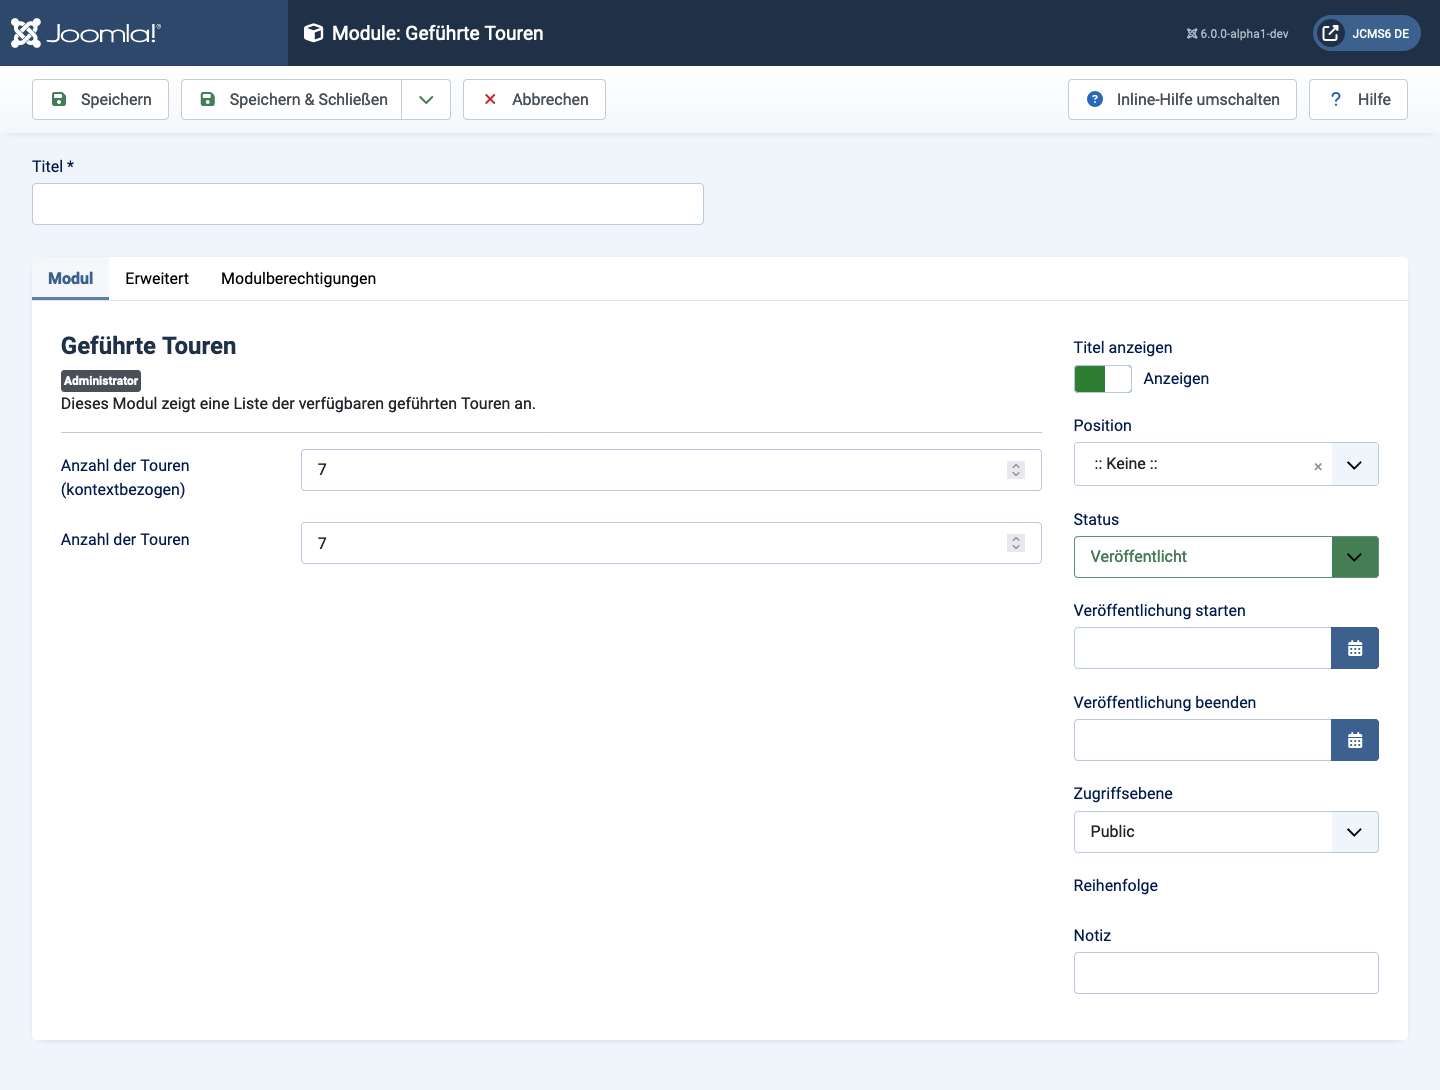 Joomla!®
Module: Geführte Touren
6.0.0-alpha1-dev
JCMS6 DE
Speichern
Speichern & Schließen
Abbrechen
Inline-Hilfe umschalten
? Hilfe
Titel *
Modul
Erweitert
Modulberechtigungen
Geführte Touren
Administrator
Dieses Modul zeigt eine Liste der verfügbaren geführten Touren an.
Anzahl der Touren
(kontextbezogen)
7
Anzahl der Touren
7
Titel anzeigen
Anzeigen
Position
:: Keine ::
×
Status
Veröffentlicht
Veröffentlichung starten
Veröffentlichung beenden
Zugriffsebene
Public
Reihenfolge
Notiz